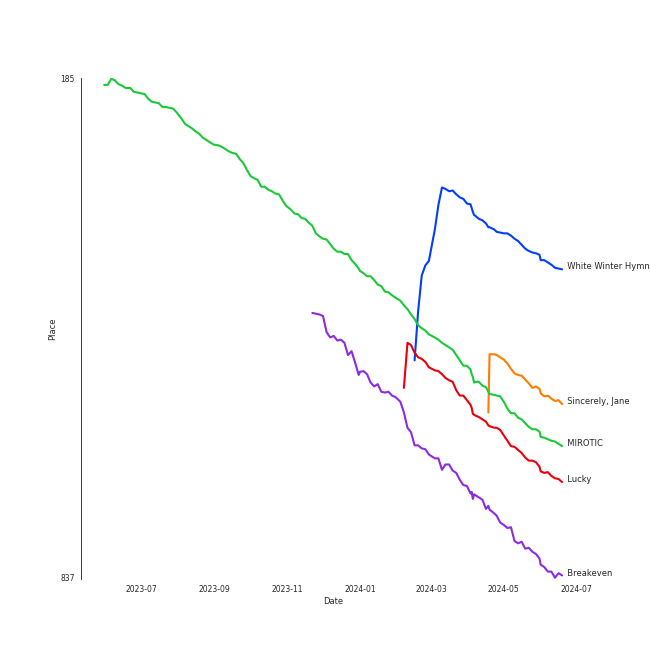 185
Place
White Winter Hymn
Sincerely, Jane
MIROTIC
Lucky
Breakeven
837
2023-07
2023-09
2023-11
2024-01
2024-03
2024-05
2024-07
Date